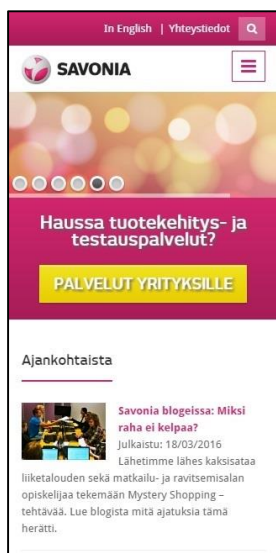 In English | Yhteystiedot
SAVONIA
Haussa tuotekehitys- ja
testauspalvelut?
PALVELUT YRITYKSILLE
Ajankohtaista
Savonia blogeissa: Miksi
raha ei kelpaa?
Julkaistu: 18/03/2016
Lähetimme lähes kaksisataa
liiketalouden sekä matkailu- ja ravitsemisalan
opiskelijaa tekemään Mystery Shopping –
tehtävää. Lue blogista mitä ajatuksia tämä
herätti.